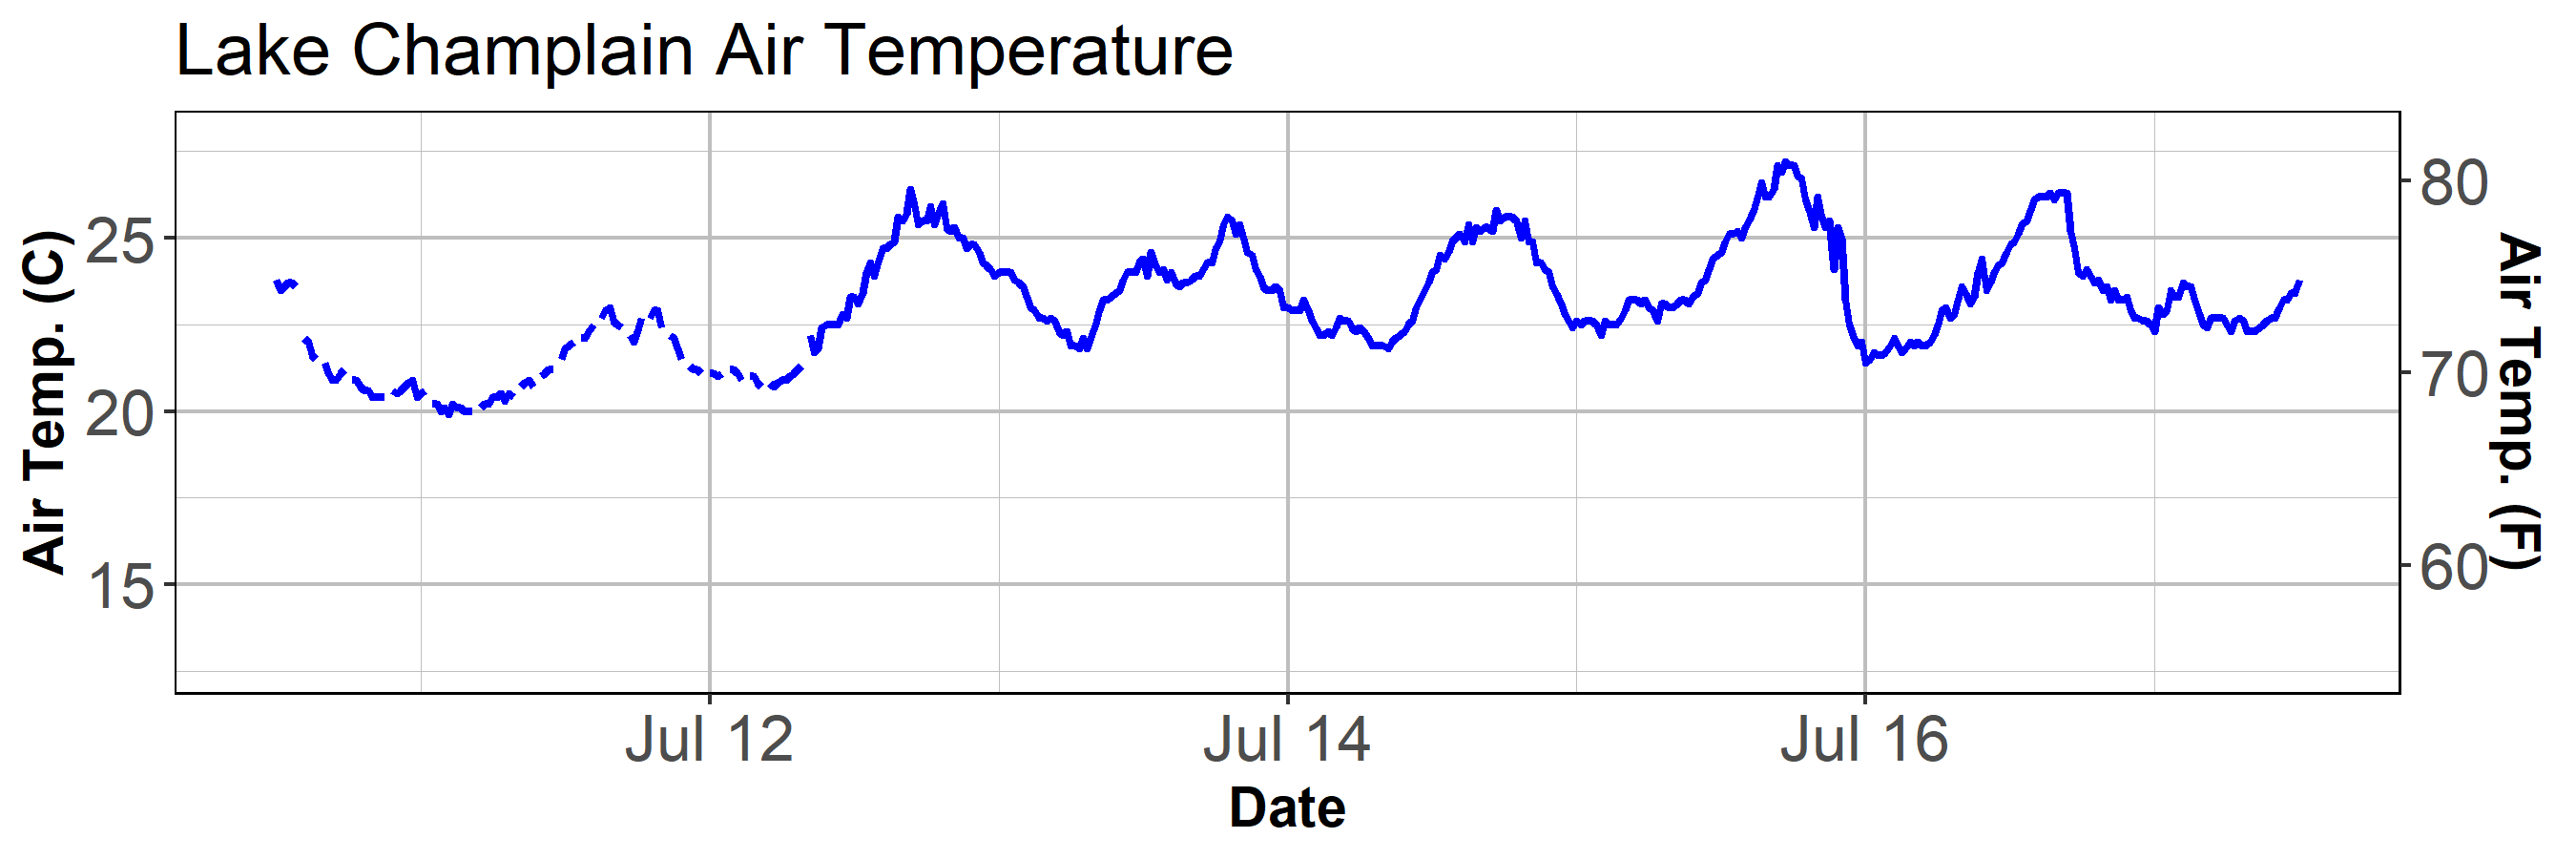 Lake Champlain Air Temperature
Air Temp. (C)
25
20
15
80
70
60
Air Temp. (F)
Jul 12
Jul 14
Jul 16
Date